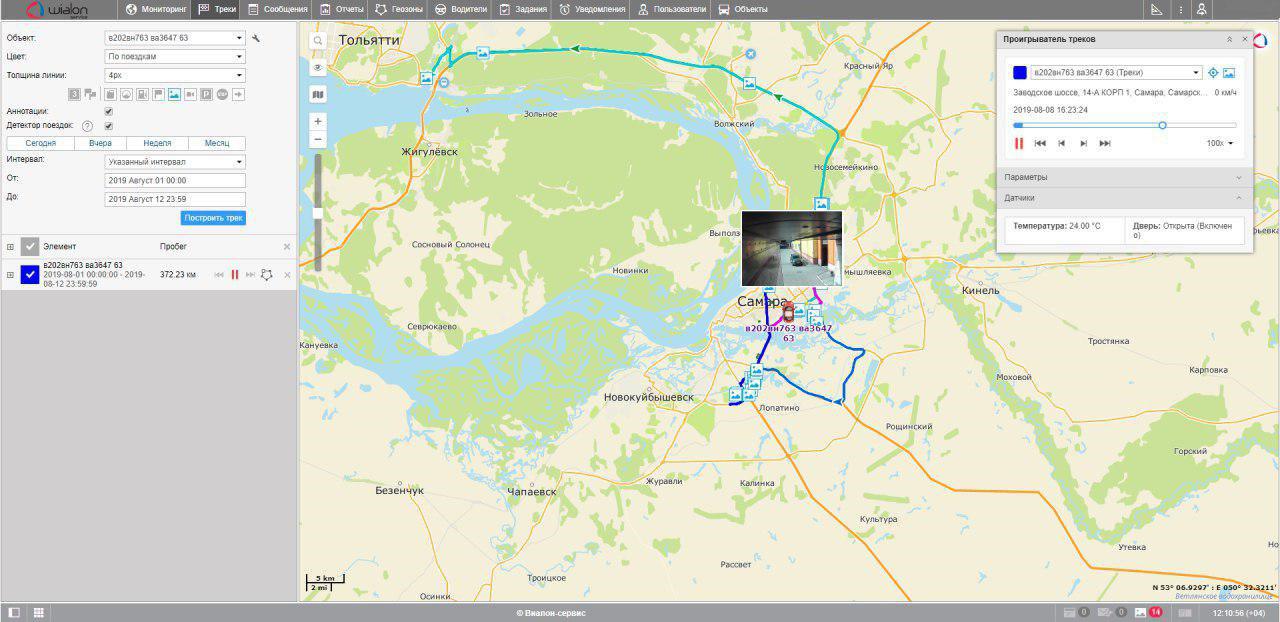 wialon
service
Мониторинг
Треки
Сообщения
Отчеты
Геозоны
Водители
Задания
Уведомления
Пользователи
Объекты
Объект:
в202вн763 ва3647 63
Цвет:
По поездкам
Толщина линии:
4px
Аннотации:
Детектор поездок:
?
Сегодня
Вчера
Неделя
Месяц
Интервал:
Указанный интервал
От:
2019 Август 01 00:00
До:
2019 Август 12 23:59
Построить трек
Элемент
Пробег
в202вн763 ва3647 63
2019-08-01 00:00:00 - 2019-
08-12 23:59:59
372.23 км
Тольятти
Зольное
Жигулёвск
Красный Яр
Волжский
Новосемейкино
Сосновый Солонец
Выполз
Новинки
мышляевка
Кинель
Самара
в202вн763 ва3647
63
Севрюкаево
Кануевка
Тростянка
Моховой
Карповка
Новокуйбышевск
Лопатино
Рощинский
Горский
Безенчук
Чапаевск
Журавли
Калинка
Культура
Утевка
Рассвет
Троицкое
Осинки
Ветлянское водохранилище
5 km
2 mi
N 53° 06.9297' : E 050° 32.3211'
Проигрыватель треков
в202вн763 ва3647 63 (Треки)
Заводское шоссе, 14-А КОРП 1, Самара, Самарск...
0 км/ч
2019-08-08 16:23:24
100x
Параметры
Датчики
Температура: 24.00 °C
Дверь: Открыта (Включен
о)
© Виалон-сервис
0
0
14
12:10:56 (+04)